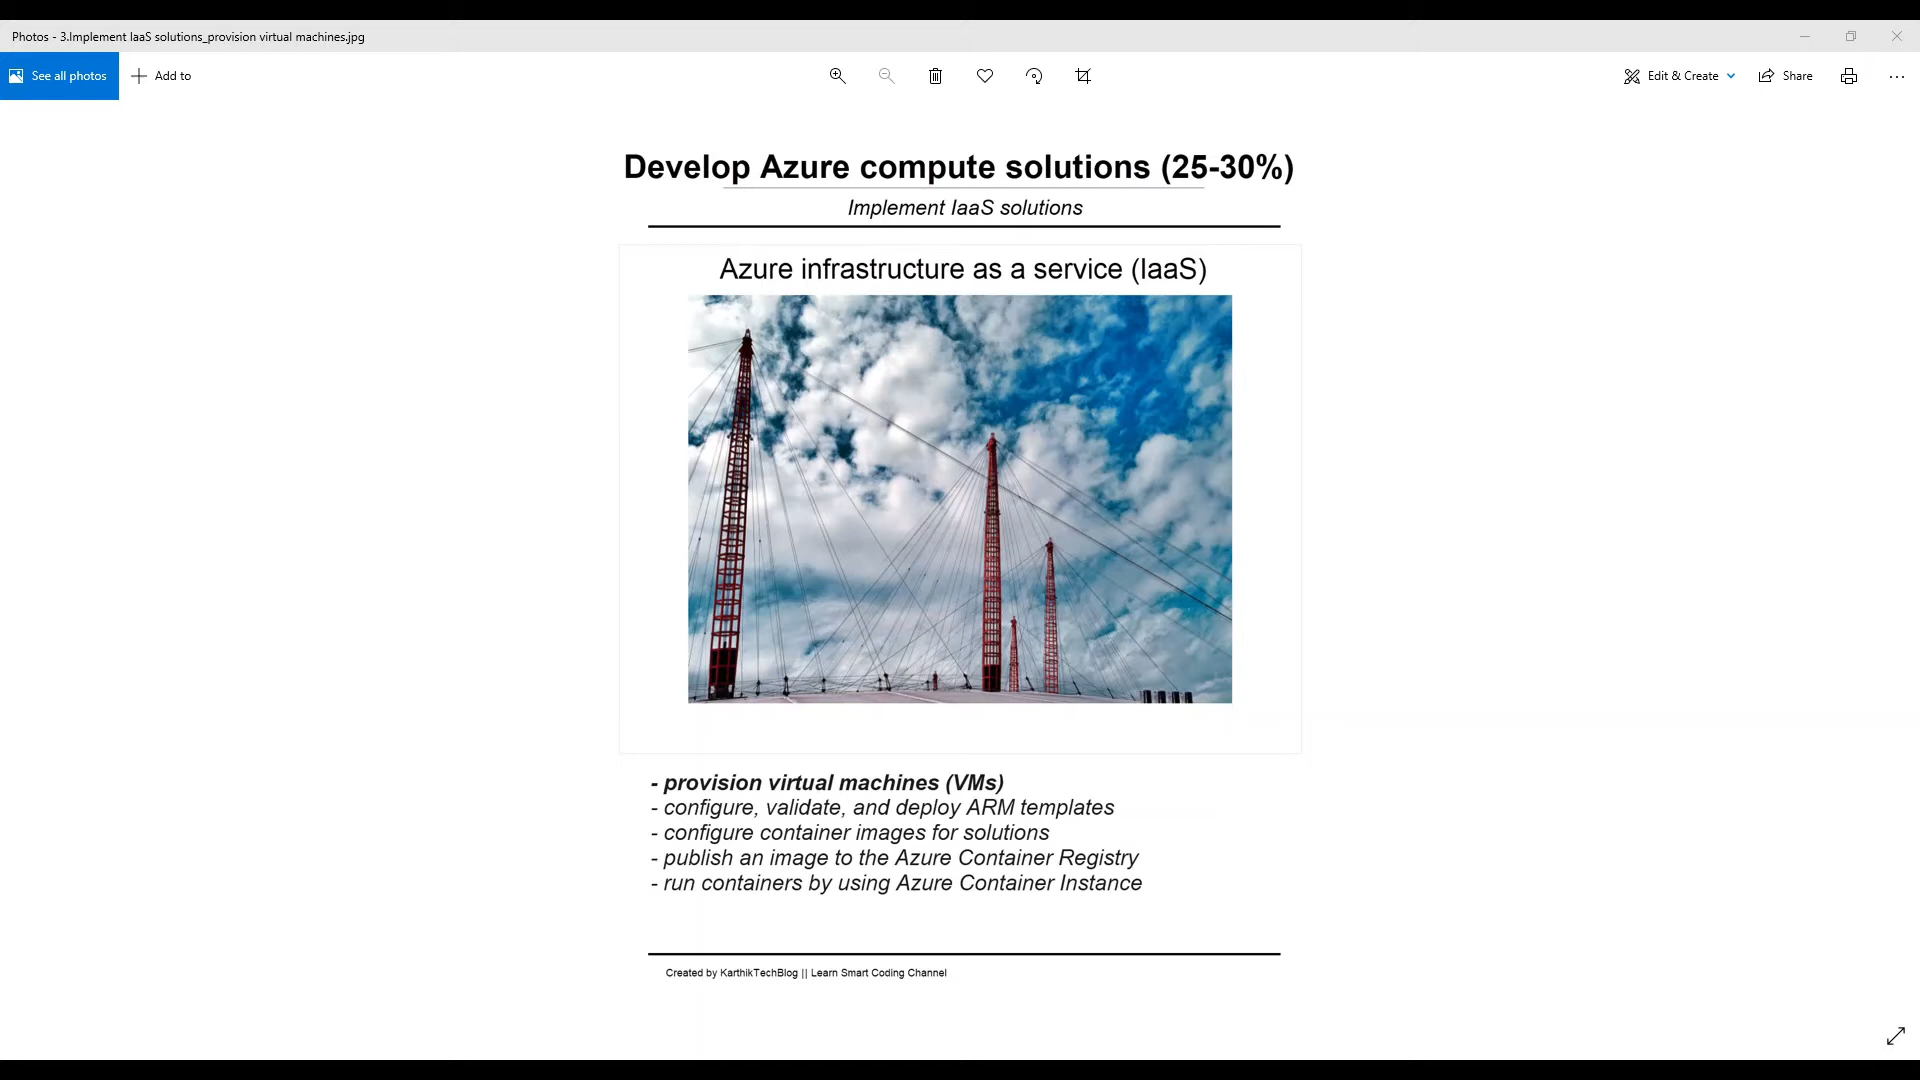 Photos - 3.Implement IaaS solutions_provision virtual machines.jpg
See all photos
Add to
Edit & Create
Share
Develop Azure compute solutions (25-30%)
Implement IaaS solutions
Azure infrastructure as a service (IaaS)
- provision virtual machines (VMs)
- configure, validate, and deploy ARM templates
- configure container images for solutions
- publish an image to the Azure Container Registry
- run containers by using Azure Container Instance
Created by KarthikTechBlog || Learn Smart Coding Channel